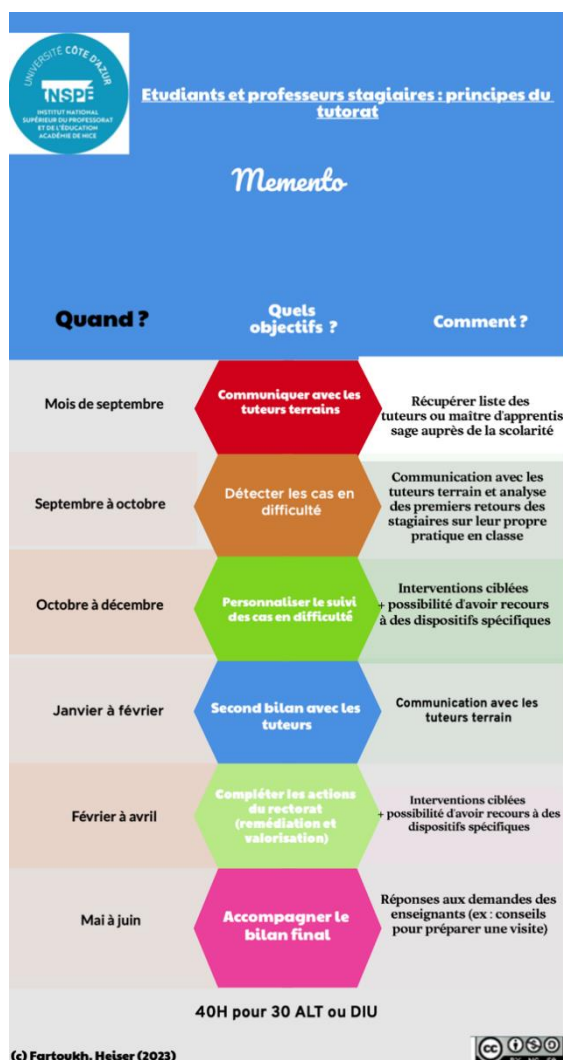 UNIVERSITÉ CÔTE D'AZUR
INSPÉ
INSTITUT NATIONAL
SUPÉRIEUR DU PROFESSORAT
ET DE L'ÉDUCATION
ACADÉMIE DE NICE
Etudiants et professeurs stagiaires : principes du
tutorat
Memento
Quand ?
Quels
objectifs ?
Comment ?
Mois de septembre
Communiquer avec les
tuteurs terrains
Récupérer liste des
tuteurs ou maître d'apprentis
sage auprès de la scolarité
Septembre à octobre
Détecter les cas en
difficulté
Communication avec les
tuteurs terrain et analyse
des premiers retours des
stagiaires sur leur propre
pratique en classe
Octobre à décembre
Personnaliser le suivi
des cas en difficulté
Interventions ciblées
+ possibilité d'avoir recours
à des dispositifs spécifiques
Janvier à février
Second bilan avec les
tuteurs
Communication avec les
tuteurs terrain
Février à avril
Compléter les actions
du rectorat
(remédiation et
valorisation)
Interventions ciblées
+ possibilité d'avoir recours à des
dispositifs spécifiques
Mai à juin
Accompagner le
bilan final
Réponses aux demandes des
enseignants (ex : conseils
pour préparer une visite)
40H pour 30 ALT ou DIU
(c) Fartoukh, Heiser (2023)
cc